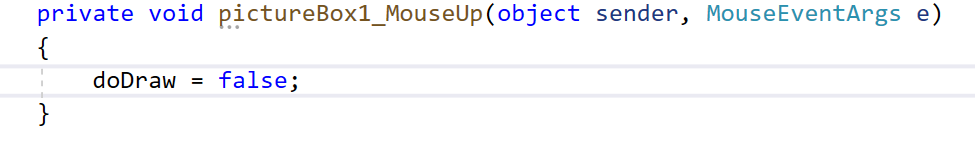 private void pictureBox1_MouseUp(object sender, MouseEventArgs e)
{
doDraw = false;
}